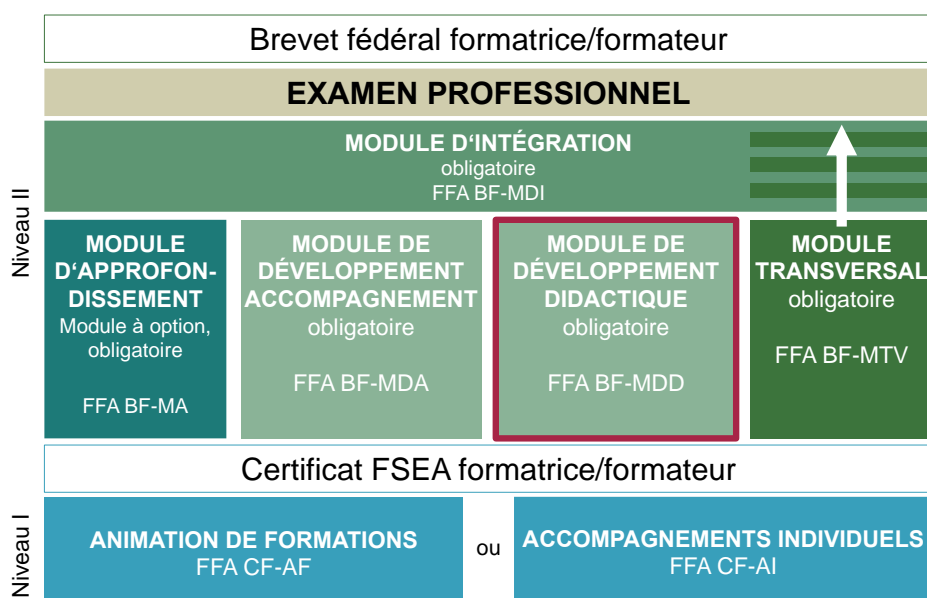 Brevet fédéral formatrice/formateur
EXAMEN PROFESSIONNEL
MODULE D‘INTÉGRATION
obligatoire
FFA BF-MDI
Niveau II
MODULE
D‘APPROFON-
DISSEMENT
Module à option,
obligatoire
FFA BF-MA
MODULE DE
DÉVELOPPEMENT
ACCOMPAGNEMENT
obligatoire
FFA BF-MDA
MODULE DE
DÉVELOPPEMENT
DIDACTIQUE
obligatoire
FFA BF-MDD
MODULE
TRANSVERSAL
obligatoire
FFA BF-MTV
Certificat FSEA formatrice/formateur
Niveau I
ANIMATION DE FORMATIONS
FFA CF-AF
ou
ACCOMPAGNEMENTS INDIVIDUELS
FFA CF-AI